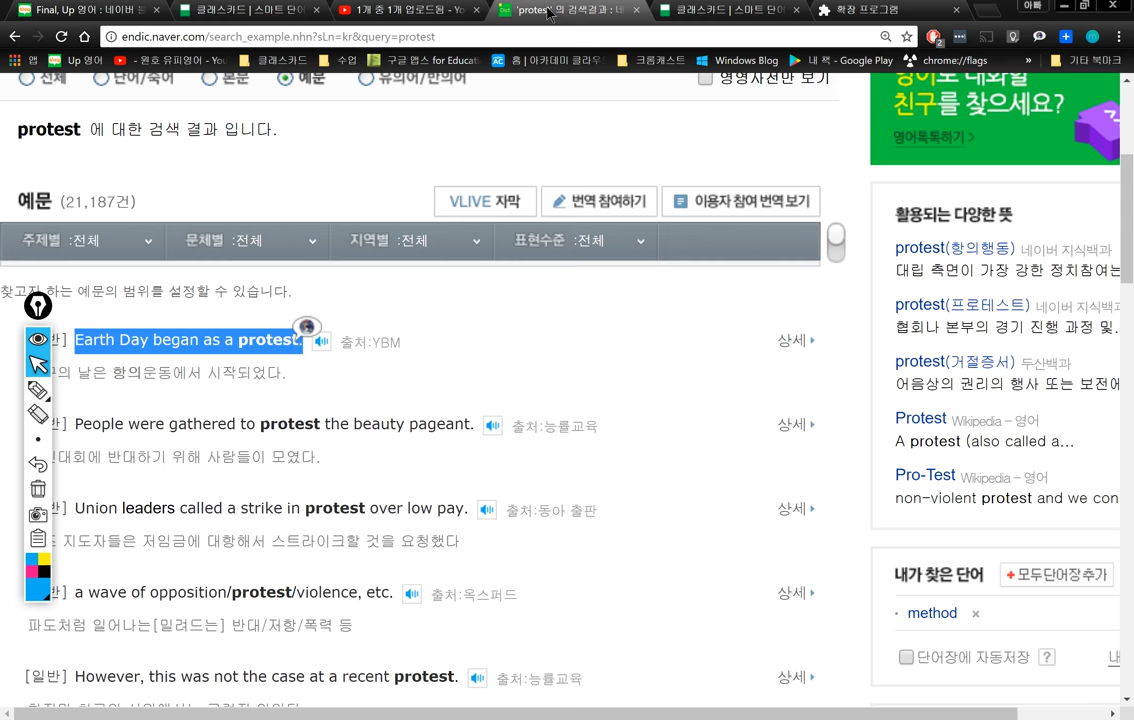 Final, Up 영어 : 네이버 블
클래스카드 | 스마트 단어
1개 중 1개 업로드됨 - Yo
'protest'의 검색결과 : 네
클래스카드 | 스마트 단어
확장 프로그램
아빠
endic.naver.com/search_example.nhn?sLn=kr&query=protest
앱
Up 영어
- 원호 유피영어 - You
클래스카드
수업
구글 앱스 for Educati
홈 | 아카데미 클라우
크롬캐스트
Windows Blog
내 책 - Google Play
chrome://flags
»
기타 북마크
전체
단어/숙어
본문
예문
유의어/반의어
영영사전만 보기
protest 에 대한 검색 결과 입니다.
예문 (21,187건)
VLIVE 자막
번역 참여하기
이용자 참여 번역 보기
주제별 :전체
문체별 :전체
지역별 :전체
표현수준 :전체
찾고자 하는 예문의 범위를 설정할 수 있습니다.
반] Earth Day began as a protest. 출처:YBM 상세
의 날은 항의운동에서 시작되었다.
반] People were gathered to protest the beauty pageant. 출처:능률교육 상세
인대회에 반대하기 위해 사람들이 모였다.
반] Union leaders called a strike in protest over low pay. 출처:동아 출판 상세
지도자들은 저임금에 대항해서 스트라이크할 것을 요청했다
반] a wave of opposition/protest/violence, etc. 출처:옥스퍼드 상세
파도처럼 일어나는[밀려드는] 반대/저항/폭력 등
[일반] However, this was not the case at a recent protest. 출처:능률교육 상세
영어로 대화할
친구를 찾으세요?
영어톡톡하기 >
활용되는 다양한 뜻
protest(항의행동) 네이버 지식백과
대립 측면이 가장 강한 정치참여는
protest(프로테스트) 네이버 지식백과
협회나 본부의 경기 진행 과정 및.
protest(거절증서) 두산백과
어음상의 권리의 행사 또는 보전에
Protest Wikipedia – 영어
A protest (also called a...
Pro-Test Wikipedia – 영어
non-violent protest and we con
내가 찾은 단어
+모두단어장추가
method ×
단어장에 자동저장 ?
내